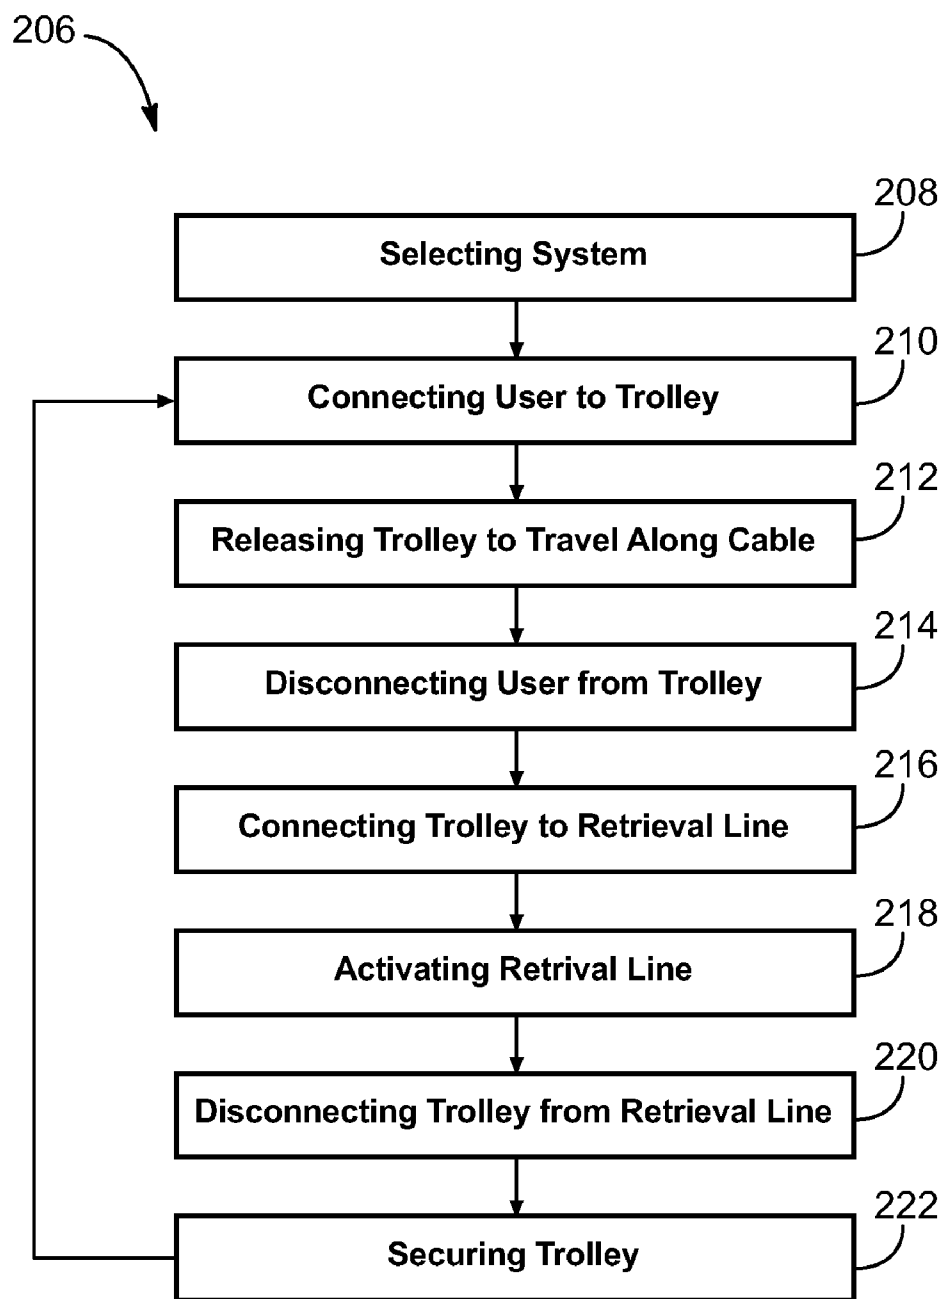 206
208
Selecting System
210
Connecting User to Trolley
212
Releasing Trolley to Travel Along Cable
214
Disconnecting User from Trolley
216
Connecting Trolley to Retrieval Line
218
Activating Retrival Line
220
Disconnecting Trolley from Retrieval Line
222
Securing Trolley